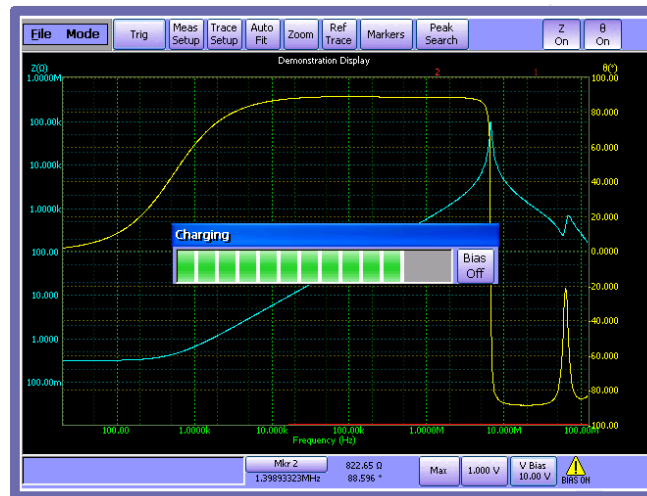 File Mode Trig Meas Setup Trace Setup Auto Fit Zoom Ref Trace Markers Peak Search Z On θ On
Demonstration Display
Z(Ω) θ(°)
2 1
1.0000M 100.00
80.000
100.00k
60.000
10.000k
40.000
1.0000k 20.000
Charging
100.00 0.0000
Bias Off
-20.000
10.000
-40.000
1.0000
-60.000
100.00m -80.000
-100.00
100.00 1.0000k 10.000k 100.00k 1.0000M 10.000M 100.00M
Frequency (Hz)
Mkr 2 822.65 Ω
1.39893323MHz 88.596 °
Max 1.000 V V Bias 10.00 V BIAS ON